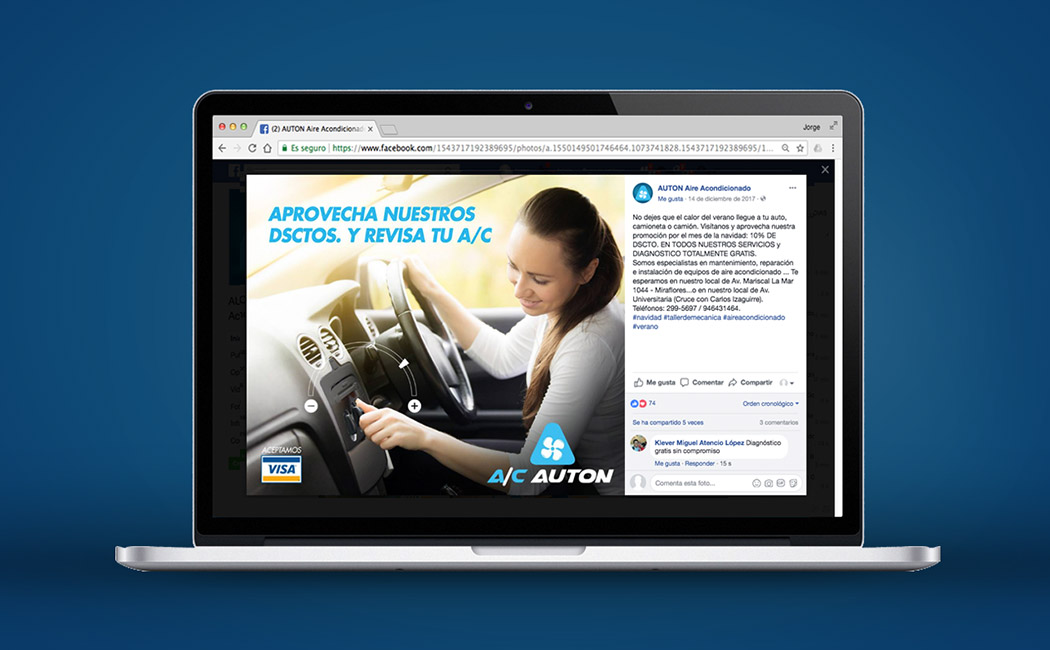 (2) AUTON Aire Acondicionad
Jorge
Es seguro | https://www.facebook.com/1543717192389695/photos/a.1550149501746464.1073741828.1543717192389695/1...
APROVECHA NUESTROS
DSCTOS. Y REVISA TU A/C
ACEPTAMOS
VISA
A/C AUTON
AUTON Aire Acondicionado
Me gusta · 14 de diciembre de 2017 ·
No dejes que el calor del verano llegue a tu auto,
camioneta o camión. Visítanos y aprovecha nuestra
promoción por el mes de la navidad: 10% DE
DSCTO. EN TODOS NUESTROS SERVICIOS y
DIAGNOSTICO TOTALMENTE GRATIS.
Somos especialistas en mantenimiento, reparación
e instalación de equipos de aire acondicionado ... Te
esperamos en nuestro local de Av. Mariscal La Mar
1044 - Miraflores...o en nuestro local de Av.
Universitaria (Cruce con Carlos Izaguirre).
Teléfonos: 299-5697 / 946431464.
#navidad #tallerdemecanica #aireacondicionado
#verano
Me gusta Comentar Compartir
74 Orden cronológico
Se ha compartido 5 veces 3 comentarios
Klever Miguel Atencio López Diagnóstico
gratis sin compromiso
Me gusta · Responder · 15 s
Comenta esta foto...